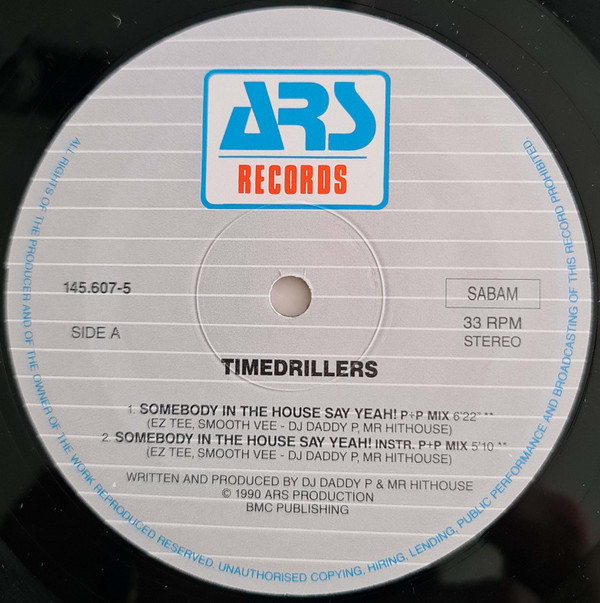 ARS
RECORDS
145.607-5
SABAM
SIDE A
33 RPM
STEREO
TIMEDRILLERS
1. SOMEBODY IN THE HOUSE SAY YEAH! P+P MIX 6'22" **
(EZ TEE, SMOOTH VEE - DJ DADDY P, MR HITHOUSE)
2. SOMEBODY IN THE HOUSE SAY YEAH! INSTR. P+P MIX 5'10 **
(EZ TEE, SMOOTH VEE - DJ DADDY P, MR HITHOUSE)
WRITTEN AND PRODUCED BY DJ DADDY P & MR HITHOUSE
© 1990 ARS PRODUCTION
BMC PUBLISHING
ALL RIGHTS OF THE PRODUCER AND OF THE OWNER OF THE WORK REPRODUCED RESERVED. UNAUTHORISED COPYING, HIRING, LENDING, PUBLIC PERFORMANCE AND BROADCASTING OF THIS RECORD PROHIBITED.